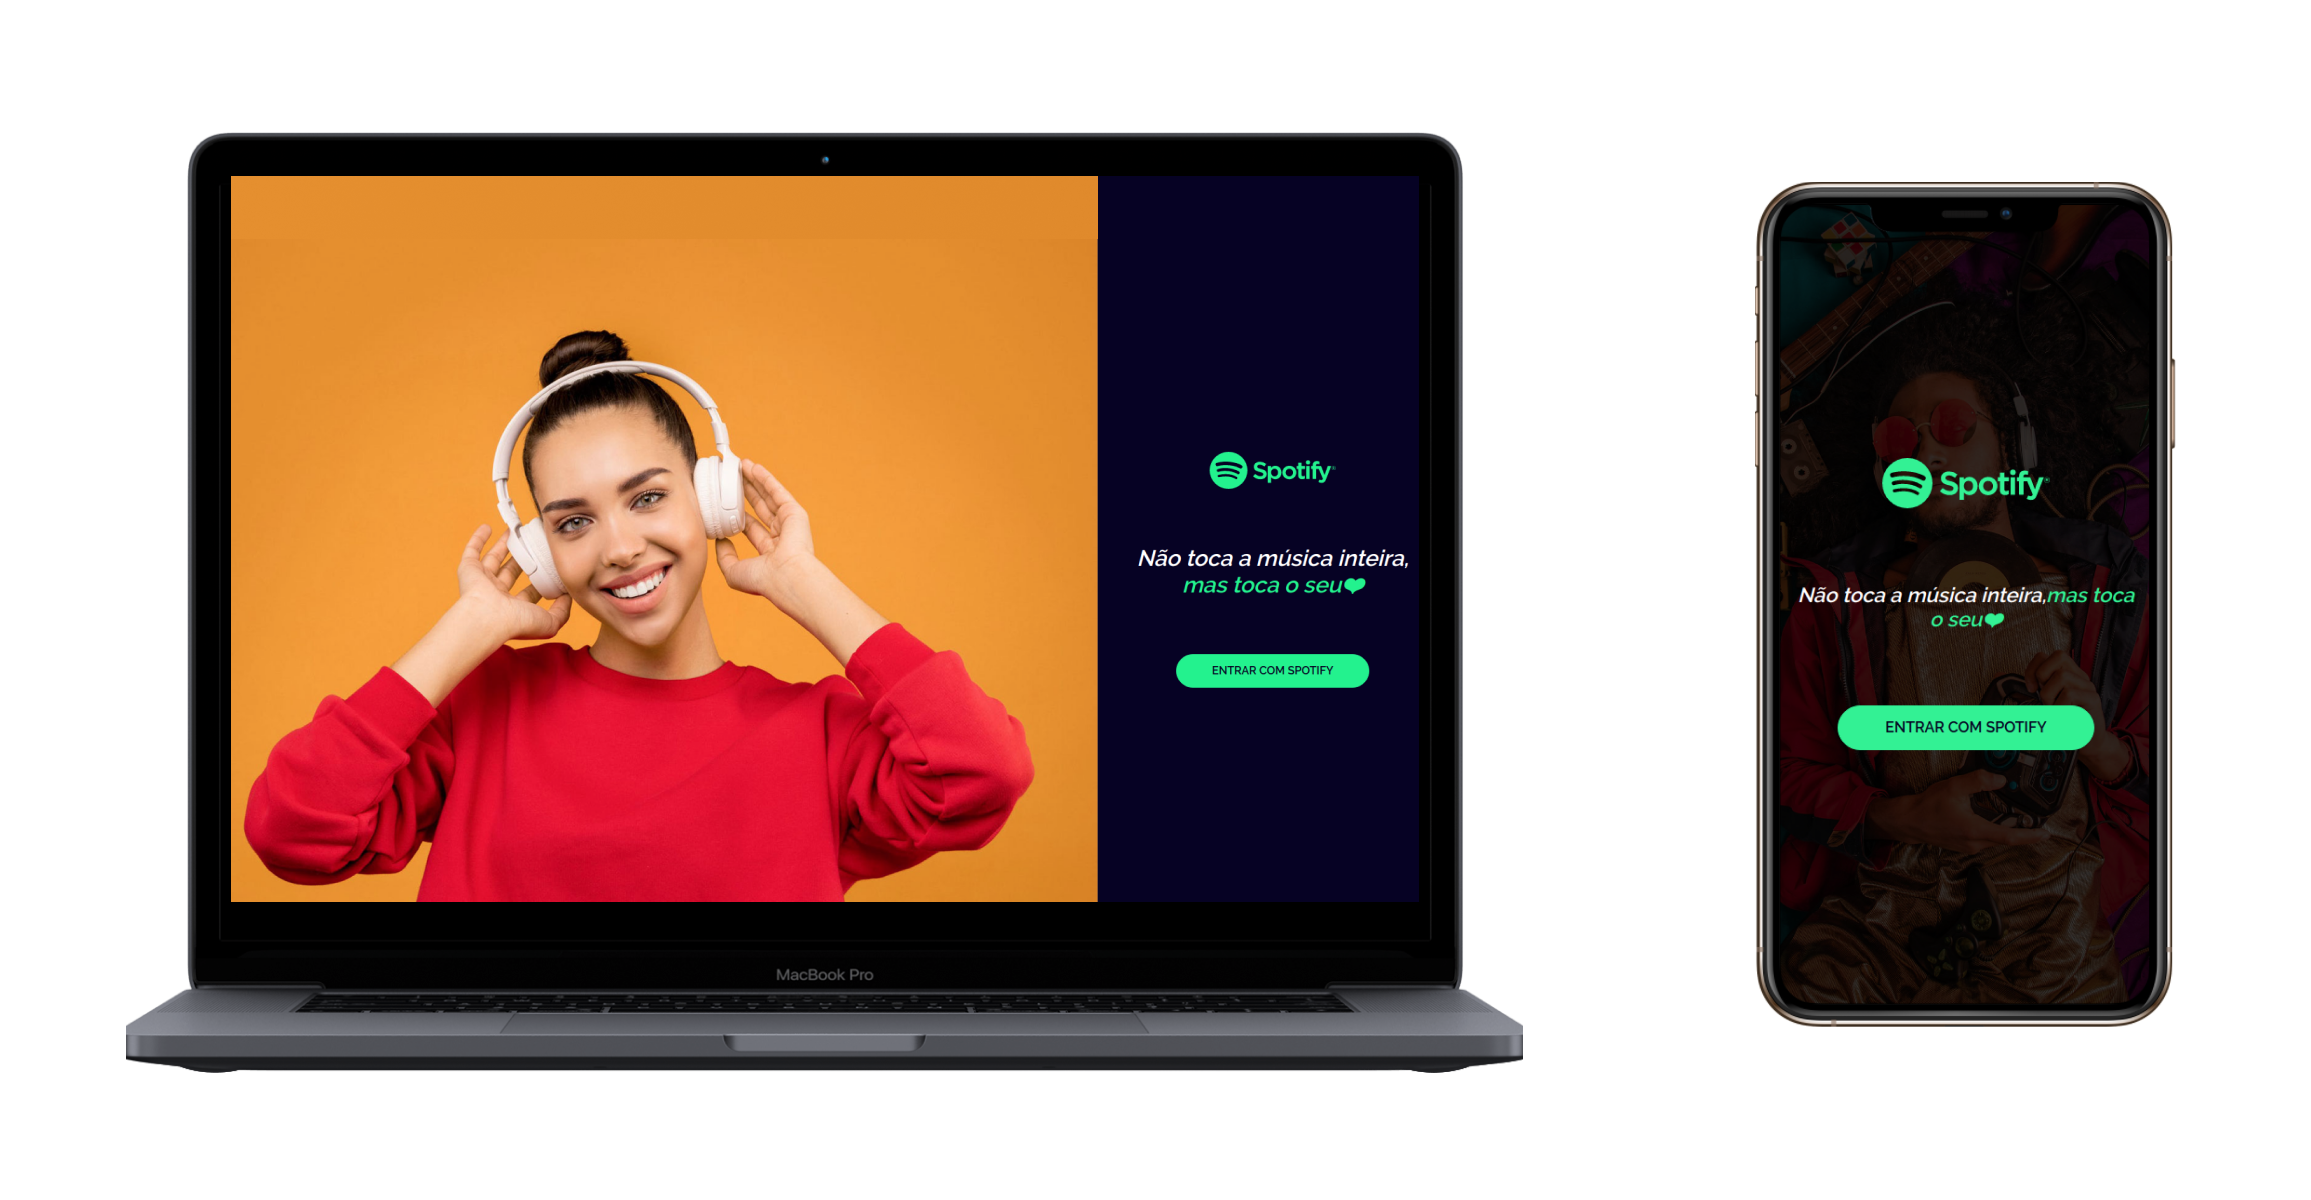 Spotify®
Não toca a música inteira,
mas toca o seu❤
ENTRAR COM SPOTIFY
MacBook Pro
Spotify®
Não toca a música inteira,mas toca
o seu❤
ENTRAR COM SPOTIFY